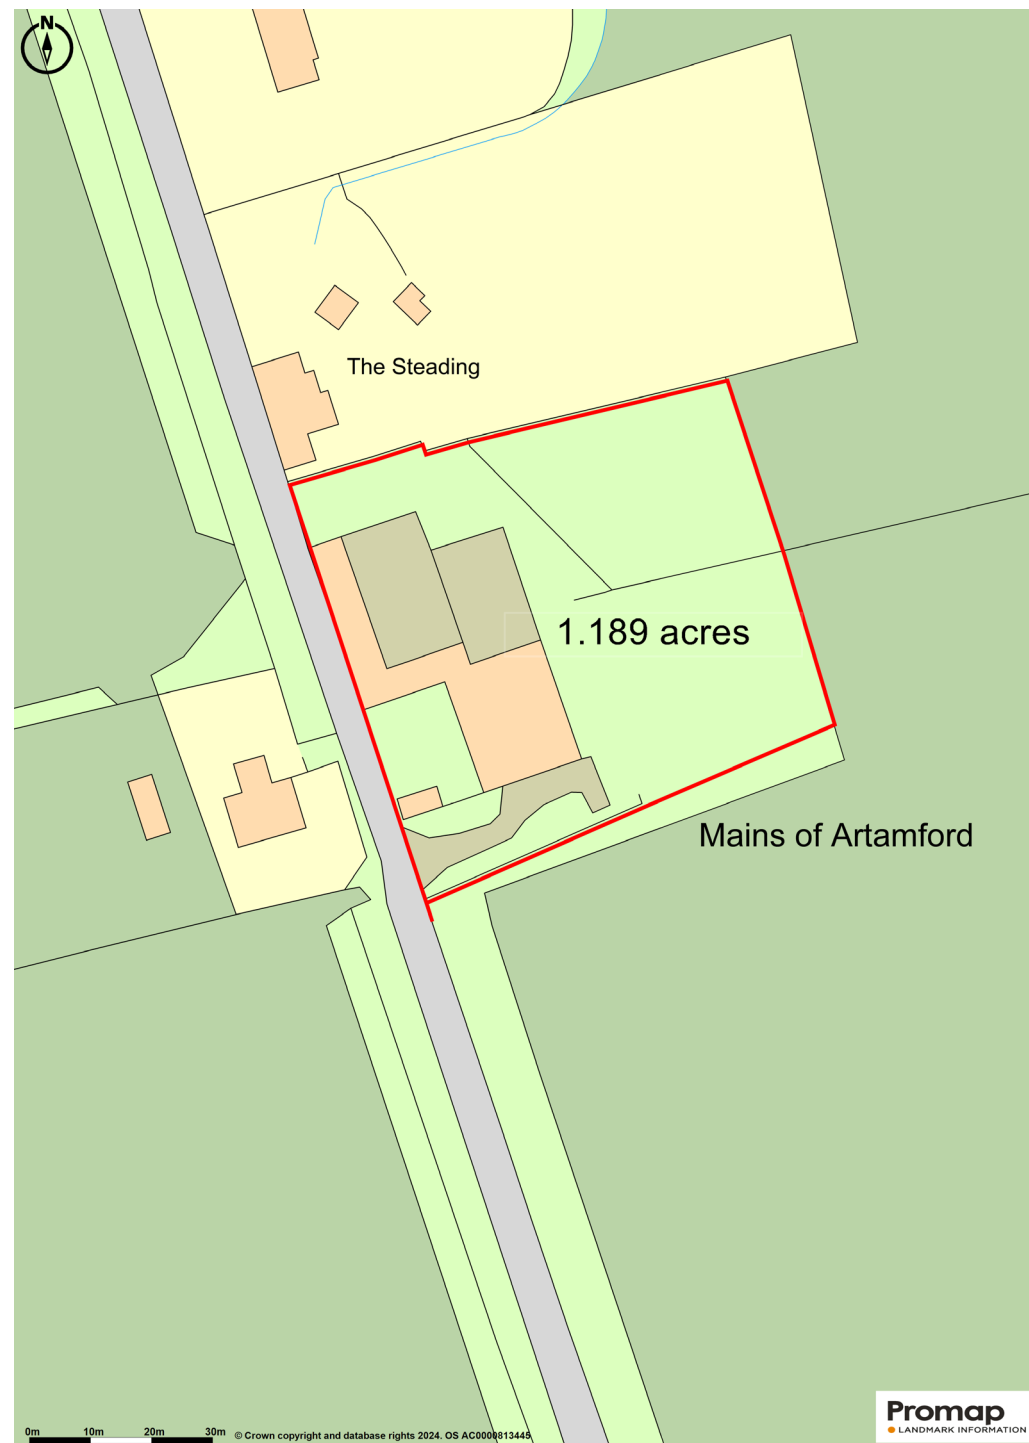 N
The Steading
1.189 acres
Mains of Artamford
0m 10m 20m 30m
© Crown copyright and database rights 2024. OS AC0000813445
Promap
LANDMARK INFORMATION